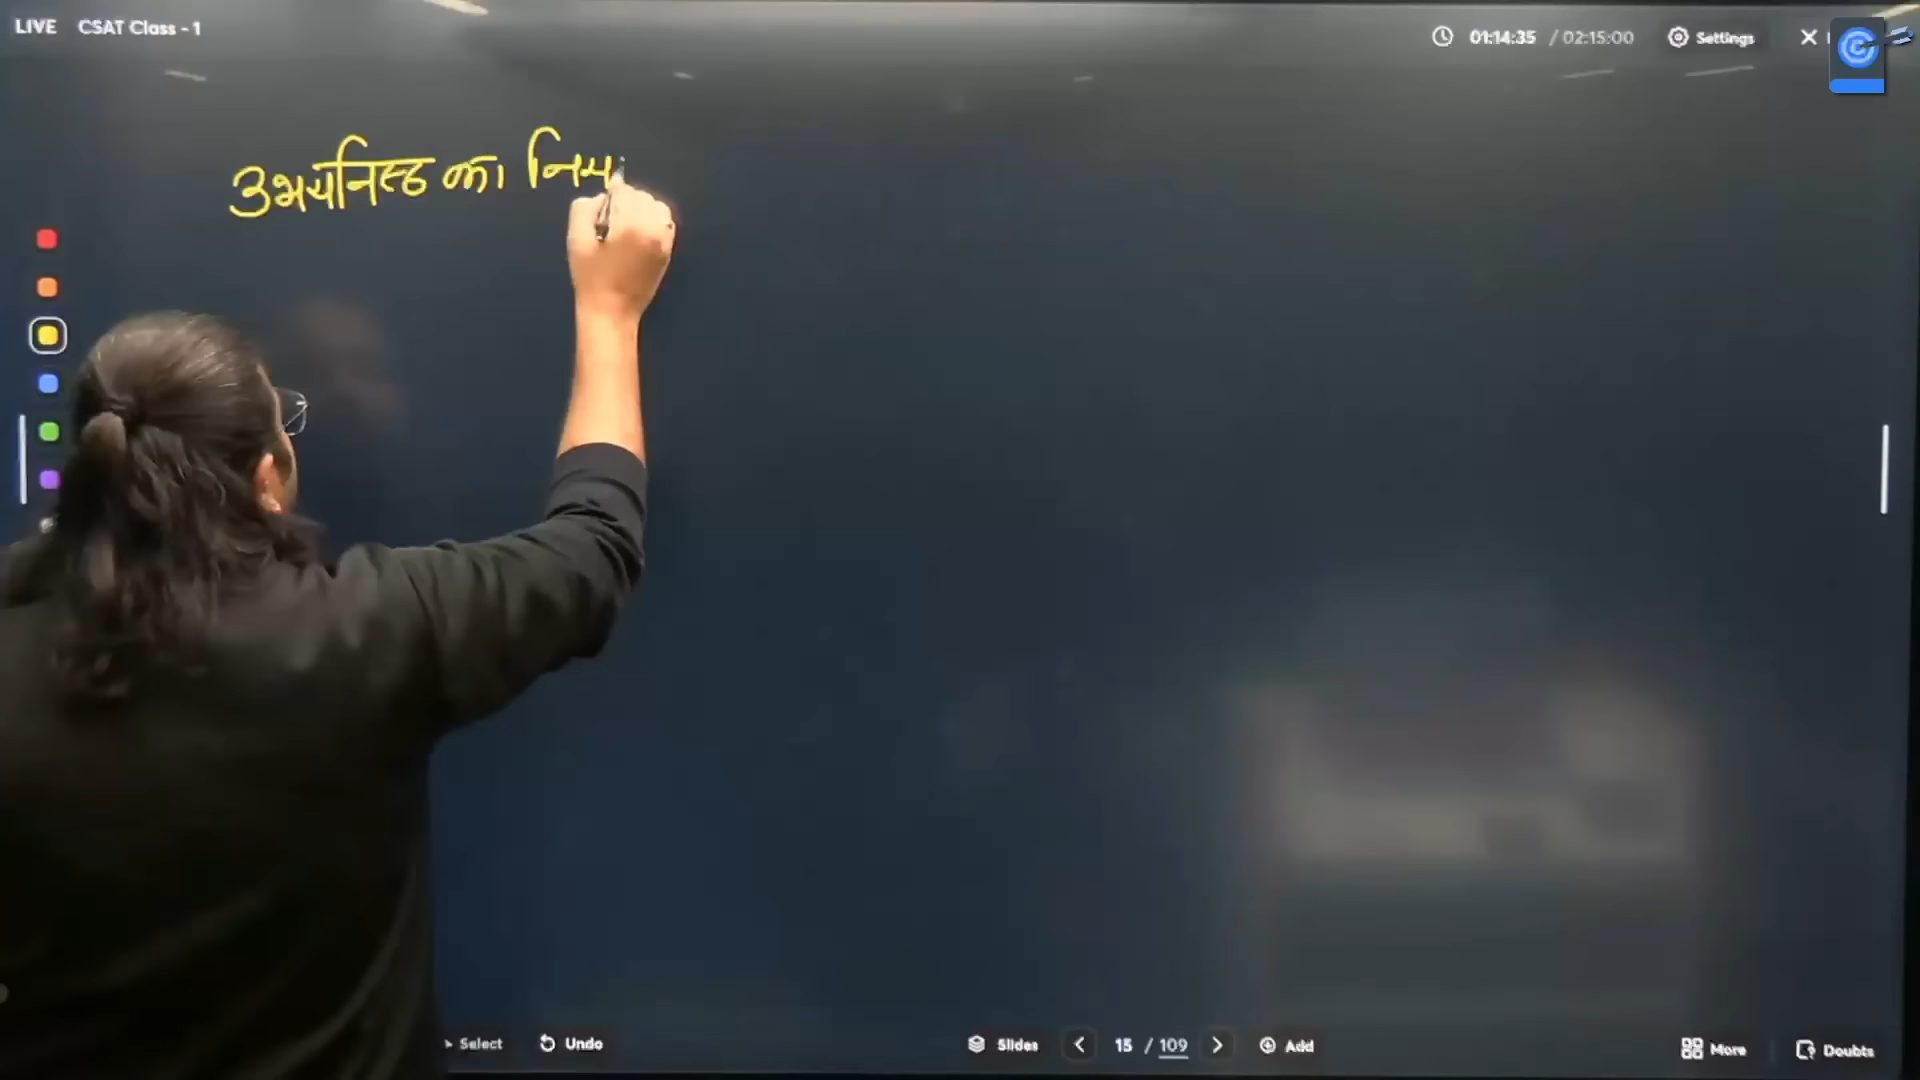 LIVE CSAT Class - 1 01:14:35 / 02:15:00 Settings
उभयनिष्ठ का निय
Select Undo Slides 15 / 109 Add More Doubts